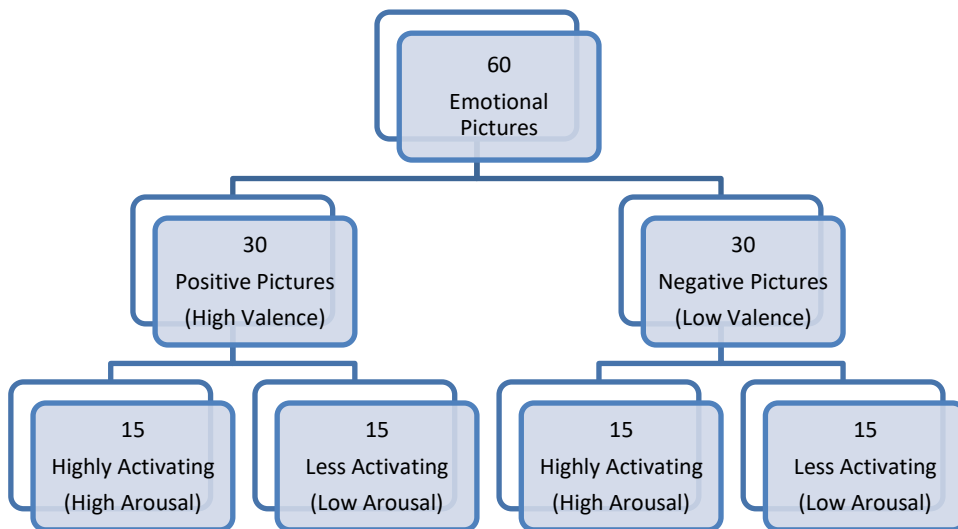 60
Emotional
Pictures
30
Positive Pictures
(High Valence)
30
Negative Pictures
(Low Valence)
15
Highly Activating
(High Arousal)
15
Less Activating
(Low Arousal)
15
Highly Activating
(High Arousal)
15
Less Activating
(Low Arousal)